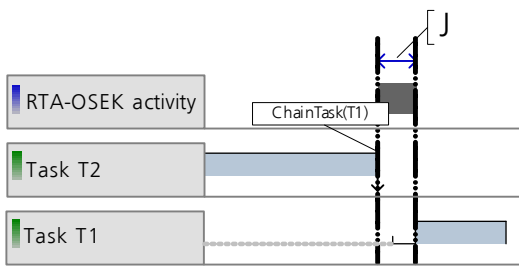 J
RTA-OSEK activity
ChainTask(T1)
Task T2
Task T1